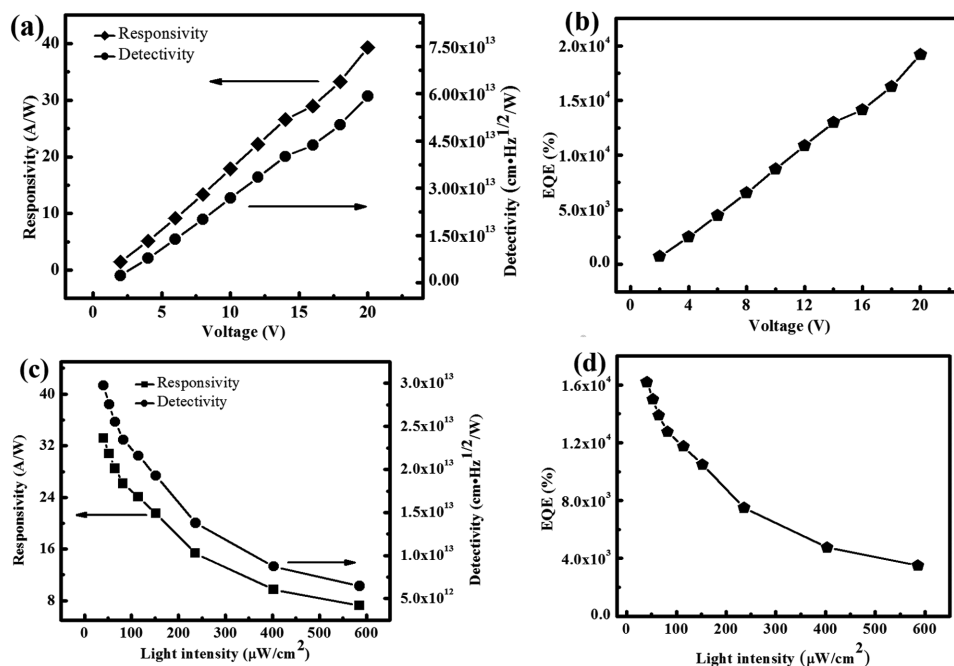 (a)
Responsivity
Detectivity
40
30
20
10
0
Responsivity (A/W)
7.50x10^13
6.00x10^13
4.50x10^13
3.00x10^13
1.50x10^13
0.00
Detectivity (cm•Hz^1/2/W)
0 5 10 15 20
Voltage (V)
(b)
2.0x10^4
1.5x10^4
1.0x10^4
5.0x10^3
0.0
EQE (%)
0 4 8 12 16 20
Voltage (V)
(c)
Responsivity
Detectivity
40
32
24
16
8
Responsivity (A/W)
3.0x10^13
2.5x10^13
2.0x10^13
1.5x10^13
1.0x10^13
5.0x10^12
Detectivity (cm•Hz^1/2/W)
0 100 200 300 400 500 600
Light intensity (μW/cm^2)
(d)
1.6x10^4
1.2x10^4
8.0x10^3
4.0x10^3
0.0
EQE (%)
0 100 200 300 400 500 600
Light intensity (μW/cm^2)